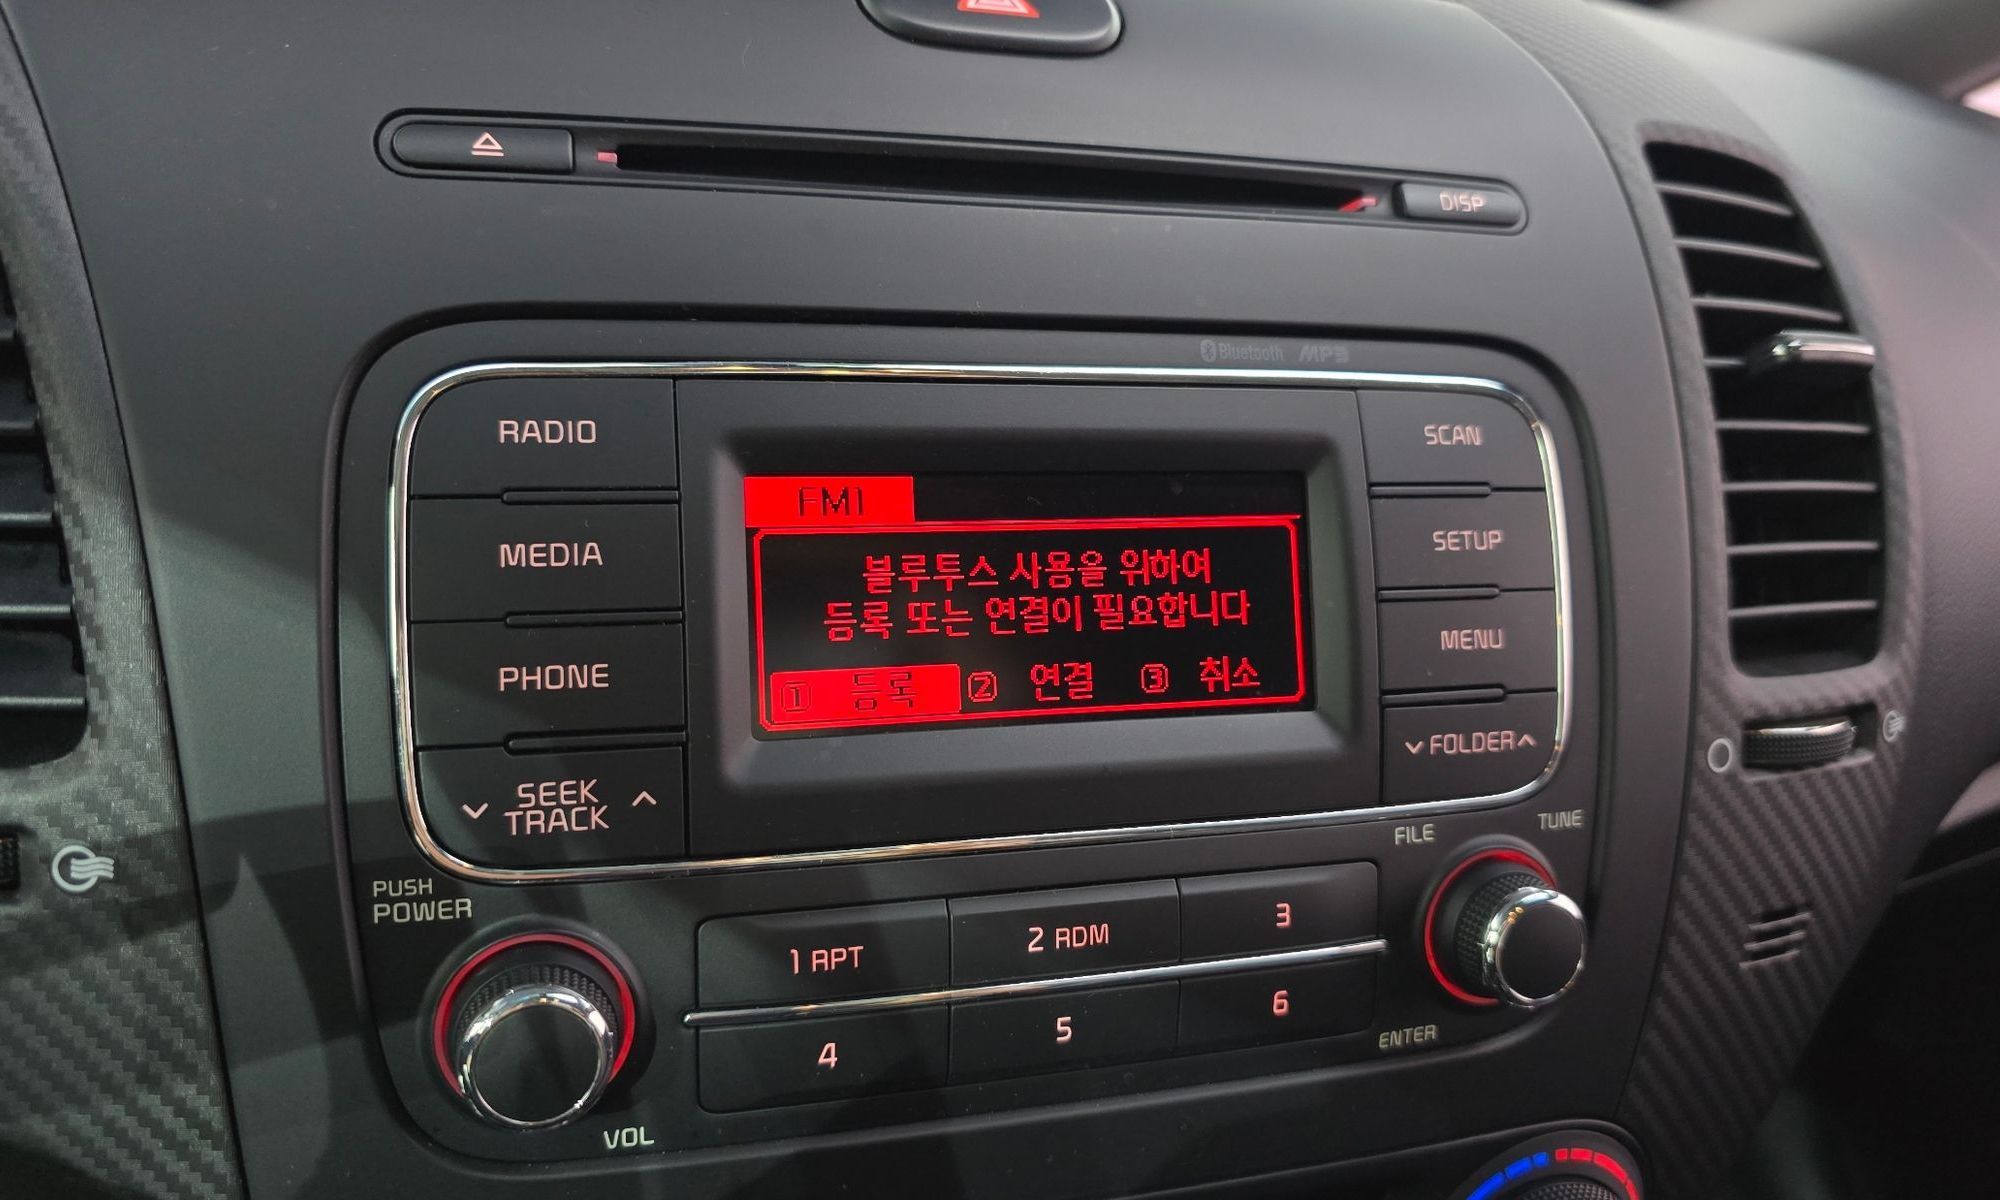 DISP
Bluetooth MP3
RADIO
MEDIA
PHONE
SEEK
TRACK
FM1
블루투스 사용을 위하여
등록 또는 연결이 필요합니다
1 등록 2 연결 3 취소
SCAN
SETUP
MENU
FOLDER
PUSH
POWER
VOL
1 RPT
2 RDM
3
4
5
6
FILE
TUNE
ENTER